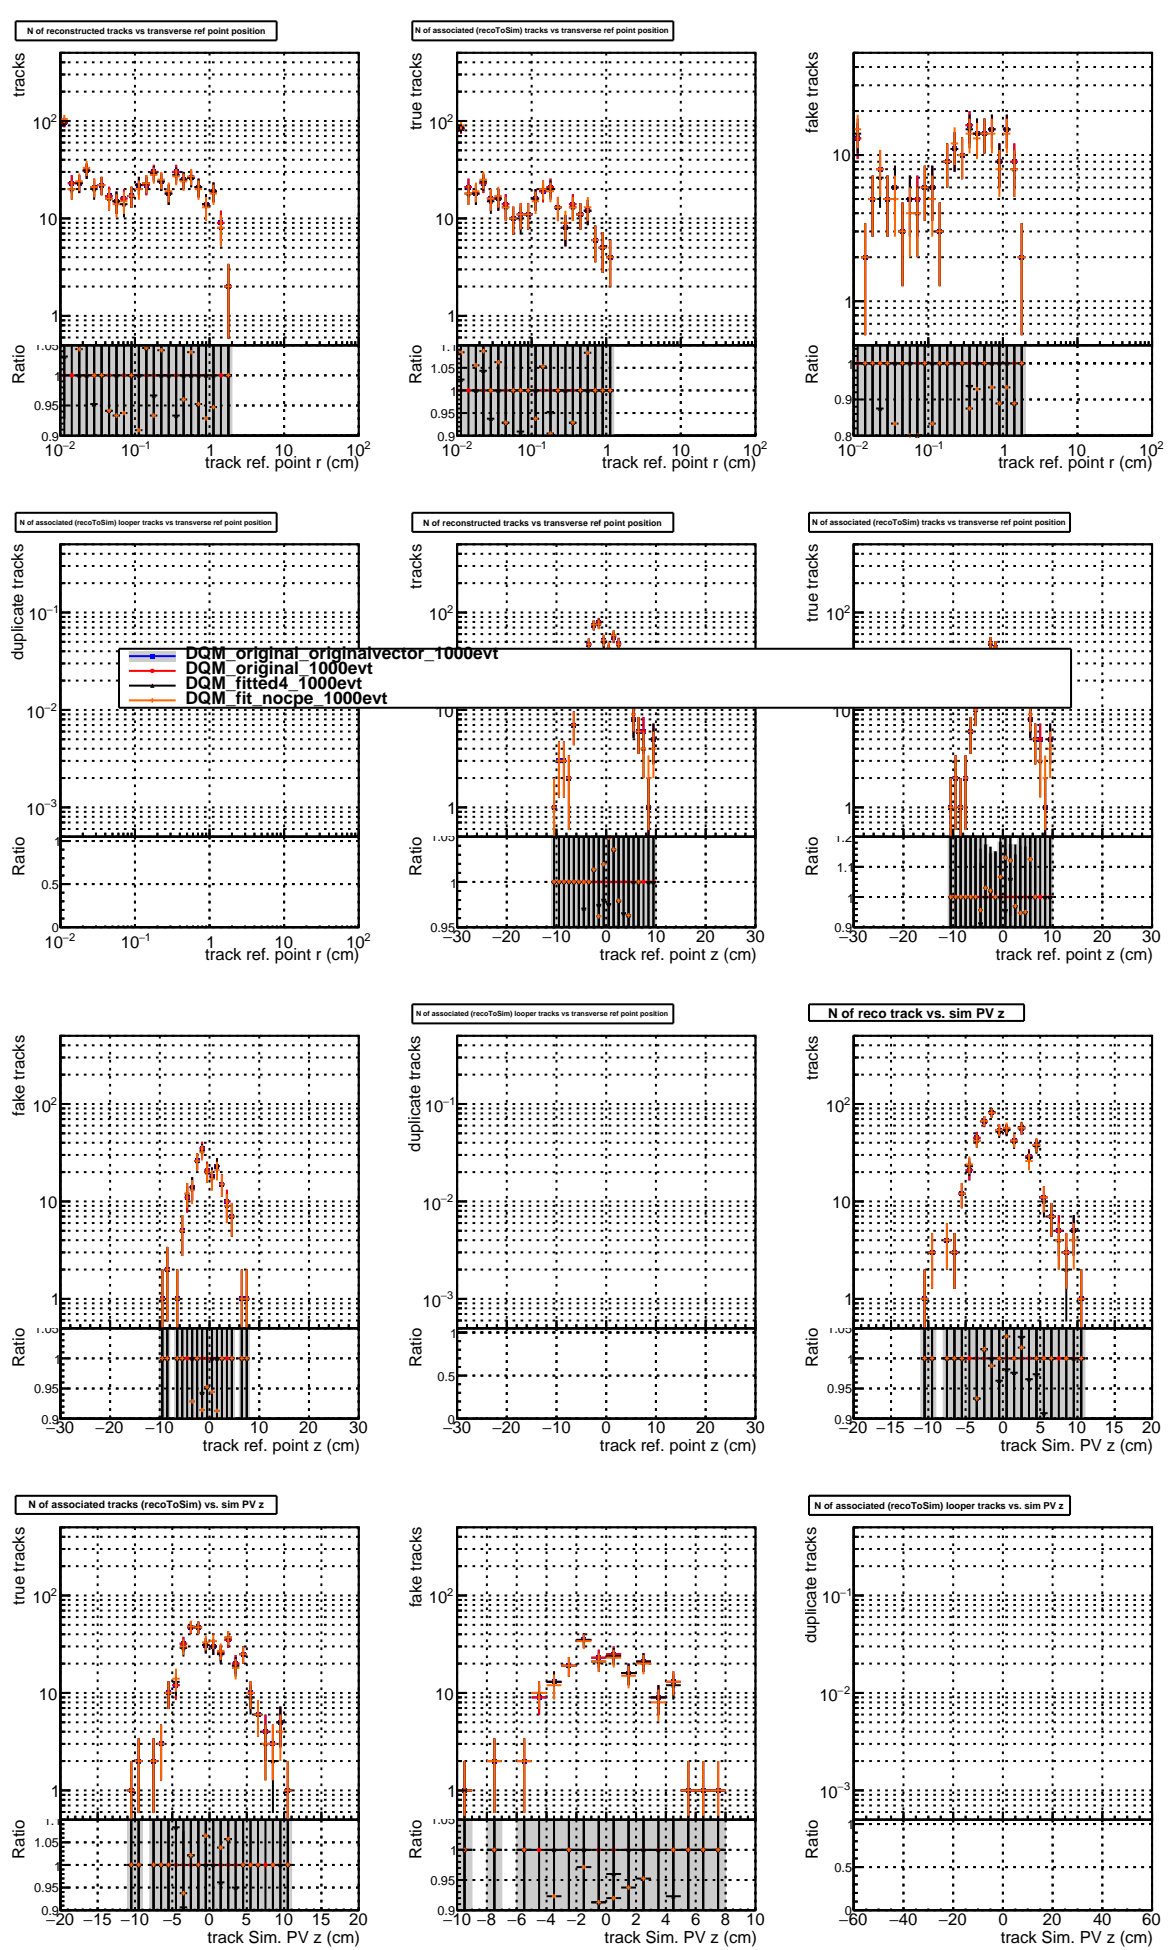 N of reconstructed tracks vs transverse ref point position
tracks
10²
10
1
Ratio
1.05
1
0.95
0.9
10⁻² 10⁻¹ 1 10 10²
track ref. point r (cm)
N of associated (recoToSim) tracks vs transverse ref point position
true tracks
10²
10
1
Ratio
1.1
1.05
1
0.95
0.9
10⁻² 10⁻¹ 1 10 10²
track ref. point r (cm)
fake tracks
10
1
Ratio
1
0.9
0.8
10⁻² 10⁻¹ 1 10 10²
track ref. point r (cm)
N of associated (recoToSim) looper tracks vs transverse ref point position
duplicate tracks
10⁻¹
10⁻²
10⁻³
Ratio
1
0.5
0
10⁻² 10⁻¹ 1 10 10²
track ref. point r (cm)
N of reconstructed tracks vs transverse ref point position
tracks
10²
10
1
Ratio
1.05
1
0.95
−30 −20 −10 0 10 20 30
track ref. point z (cm)
N of associated (recoToSim) tracks vs transverse ref point position
true tracks
10²
10
1
Ratio
1.2
1.1
1
0.9
−30 −20 −10 0 10 20 30
track ref. point z (cm)
DQM_original_originalvector_1000evt
DQM_original_1000evt
DQM_fitted4_1000evt
DQM_fit_nocpe_1000evt
fake tracks
10²
10
1
Ratio
1.05
1
0.95
0.9
−30 −20 −10 0 10 20 30
track ref. point z (cm)
N of associated (recoToSim) looper tracks vs transverse ref point position
duplicate tracks
10⁻¹
10⁻²
10⁻³
Ratio
1
0.5
0
−30 −20 −10 0 10 20 30
track ref. point z (cm)
N of reco track vs. sim PV z
tracks
10²
10
1
Ratio
1.05
1
0.95
0.9
−20 −15 −10 −5 0 5 10 15 20
track Sim. PV z (cm)
N of associated tracks (recoToSim) vs. sim PV z
true tracks
10²
10
1
Ratio
1.1
1.05
1
0.95
0.9
−20 −15 −10 −5 0 5 10 15 20
track Sim. PV z (cm)
fake tracks
10²
10
1
Ratio
1.05
1
0.95
0.9
−10 −8 −6 −4 −2 0 2 4 6 8 10
track Sim. PV z (cm)
N of associated (recoToSim) looper tracks vs. sim PV z
duplicate tracks
10⁻¹
10⁻²
10⁻³
Ratio
1
0.5
0
−60 −40 −20 0 20 40 60
track Sim. PV z (cm)